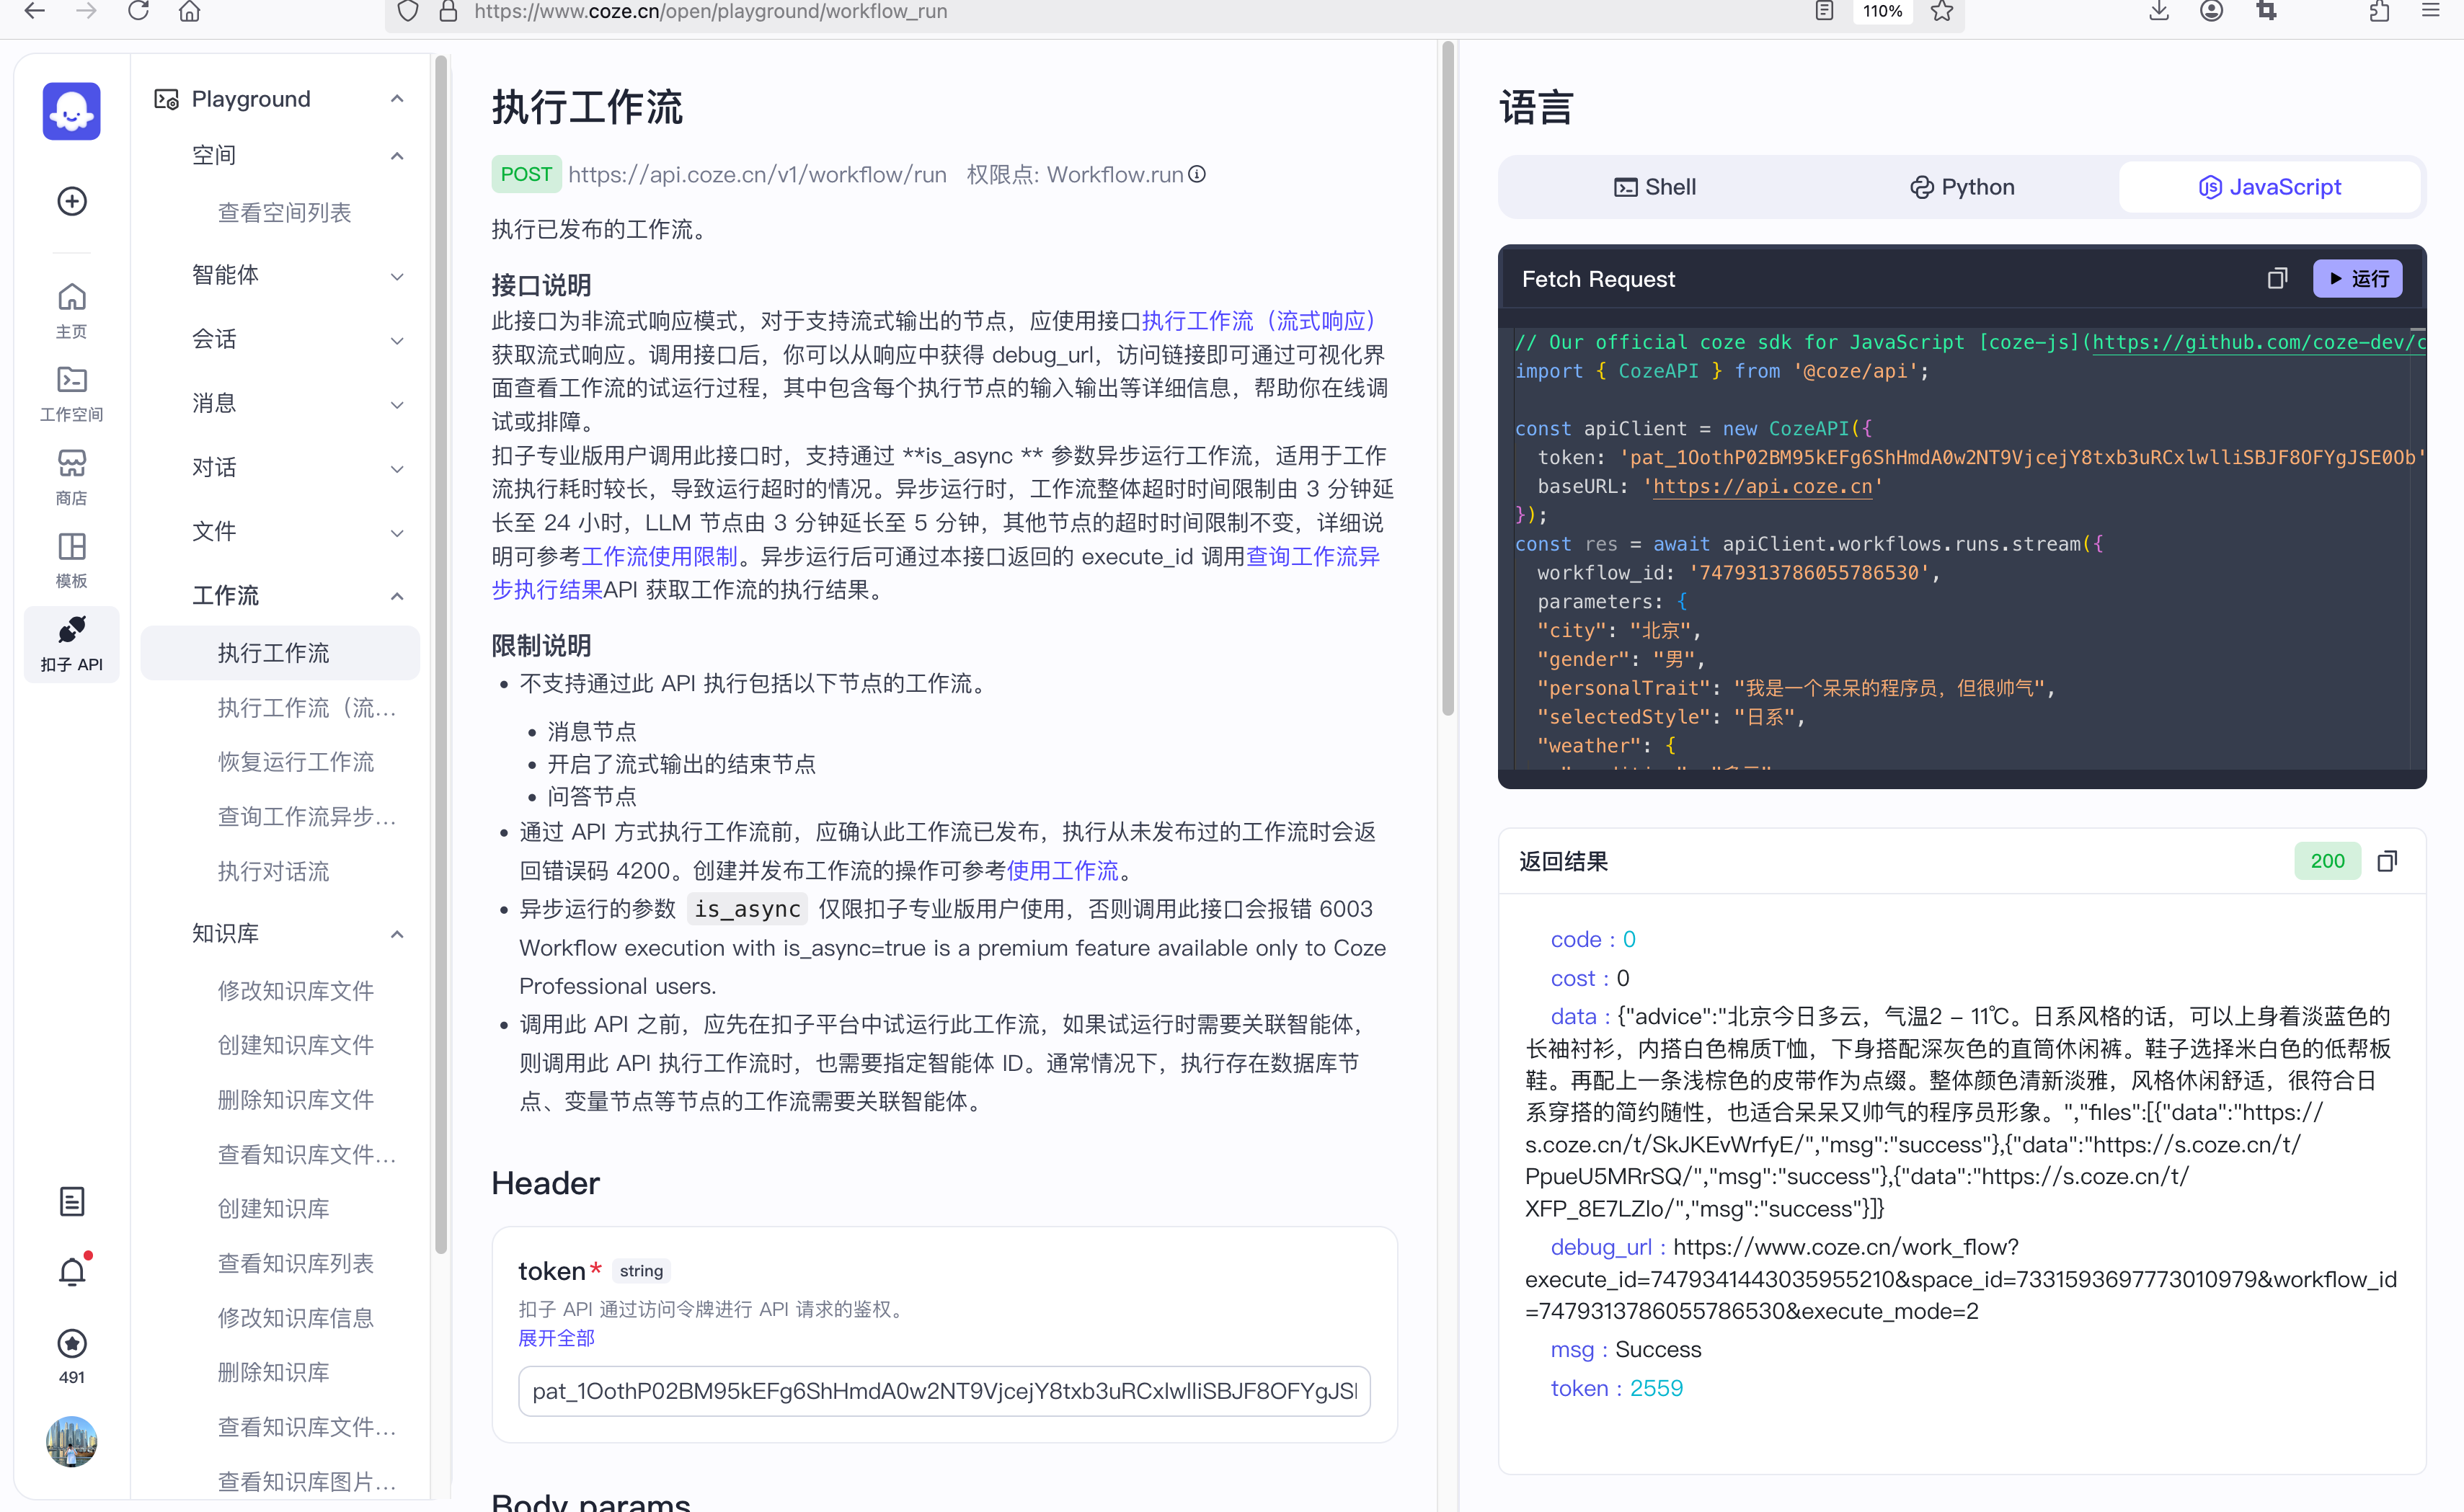 https://www.coze.cn/open/playground/workflow_run
110%
主页
工作空间
商店
模板
扣子 API
491
Playground
空间
查看空间列表
智能体
会话
消息
对话
文件
工作流
执行工作流
执行工作流（流...
恢复运行工作流
查询工作流异步...
执行对话流
知识库
修改知识库文件
创建知识库文件
删除知识库文件
查看知识库文件...
创建知识库
查看知识库列表
修改知识库信息
删除知识库
查看知识库文件...
查看知识库图片...
执行工作流
POST https://api.coze.cn/v1/workflow/run 权限点: Workflow.run
执行已发布的工作流。
接口说明
此接口为非流式响应模式，对于支持流式输出的节点，应使用接口执行工作流（流式响应）
获取流式响应。调用接口后，你可以从响应中获得 debug_url，访问链接即可通过可视化界
面查看工作流的试运行过程，其中包含每个执行节点的输入输出等详细信息，帮助你在线调
试或排障。
扣子专业版用户调用此接口时，支持通过 **is_async ** 参数异步运行工作流，适用于工作
流执行耗时较长，导致运行超时的情况。异步运行时，工作流整体超时时间限制由 3 分钟延
长至 24 小时，LLM 节点由 3 分钟延长至 5 分钟，其他节点的超时时间限制不变，详细说
明可参考工作流使用限制。异步运行后可通过本接口返回的 execute_id 调用查询工作流异
步执行结果API 获取工作流的执行结果。
限制说明
• 不支持通过此 API 执行包括以下节点的工作流。
• 消息节点
• 开启了流式输出的结束节点
• 问答节点
• 通过 API 方式执行工作流前，应确认此工作流已发布，执行从未发布过的工作流时会返
回错误码 4200。创建并发布工作流的操作可参考使用工作流。
• 异步运行的参数 is_async 仅限扣子专业版用户使用，否则调用此接口会报错 6003
Workflow execution with is_async=true is a premium feature available only to Coze
Professional users.
• 调用此 API 之前，应先在扣子平台中试运行此工作流，如果试运行时需要关联智能体，
则调用此 API 执行工作流时，也需要指定智能体 ID。通常情况下，执行存在数据库节
点、变量节点等节点的工作流需要关联智能体。
Header
token* string
扣子 API 通过访问令牌进行 API 请求的鉴权。
展开全部
pat_1OothP02BM95kEFg6ShHmdA0w2NT9VjcejY8txb3uRCxlwlliSBJF8OFYgJS
Body params
语言
Shell
Python
JavaScript
Fetch Request
运行
// Our official coze sdk for JavaScript [coze-js](https://github.com/coze-dev/c
import { CozeAPI } from '@coze/api';
const apiClient = new CozeAPI({
token: 'pat_1OothP02BM95kEFg6ShHmdA0w2NT9VjcejY8txb3uRCxlwlliSBJF8OFYgJSE0Ob'
baseURL: 'https://api.coze.cn'
});
const res = await apiClient.workflows.runs.stream({
workflow_id: '7479313786055786530',
parameters: {
"city": "北京",
"gender": "男",
"personalTrait": "我是一个呆呆的程序员，但很帅气",
"selectedStyle": "日系",
"weather": {
返回结果
200
code : 0
cost : 0
data : {"advice":"北京今日多云，气温2 – 11℃。日系风格的话，可以上身着淡蓝色的
长袖衬衫，内搭白色棉质T恤，下身搭配深灰色的直筒休闲裤。鞋子选择米白色的低帮板
鞋。再配上一条浅棕色的皮带作为点缀。整体颜色清新淡雅，风格休闲舒适，很符合日
系穿搭的简约随性，也适合呆呆又帅气的程序员形象。","files":[{"data":"https://
s.coze.cn/t/SkJKEvWrfyE/","msg":"success"},{"data":"https://s.coze.cn/t/
PpueU5MRrSQ/","msg":"success"},{"data":"https://s.coze.cn/t/
XFP_8E7LZlo/","msg":"success"}]}
debug_url : https://www.coze.cn/work_flow?
execute_id=7479341443035955210&space_id=7331593697773010979&workflow_id
=7479313786055786530&execute_mode=2
msg : Success
token : 2559